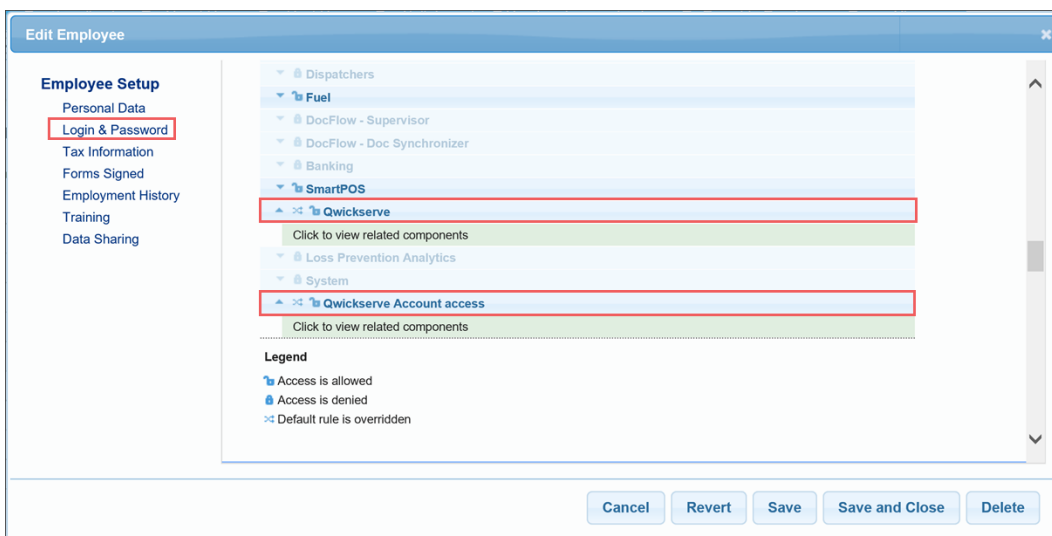 Edit Employee
Employee Setup
Personal Data
Login & Password
Tax Information
Forms Signed
Employment History
Training
Data Sharing
Dispatchers
Fuel
DocFlow - Supervisor
DocFlow - Doc Synchronizer
Banking
SmartPOS
Qwickserve
Click to view related components
Loss Prevention Analytics
System
Qwickserve Account access
Click to view related components
Legend
Access is allowed
Access is denied
Default rule is overridden
Cancel
Revert
Save
Save and Close
Delete